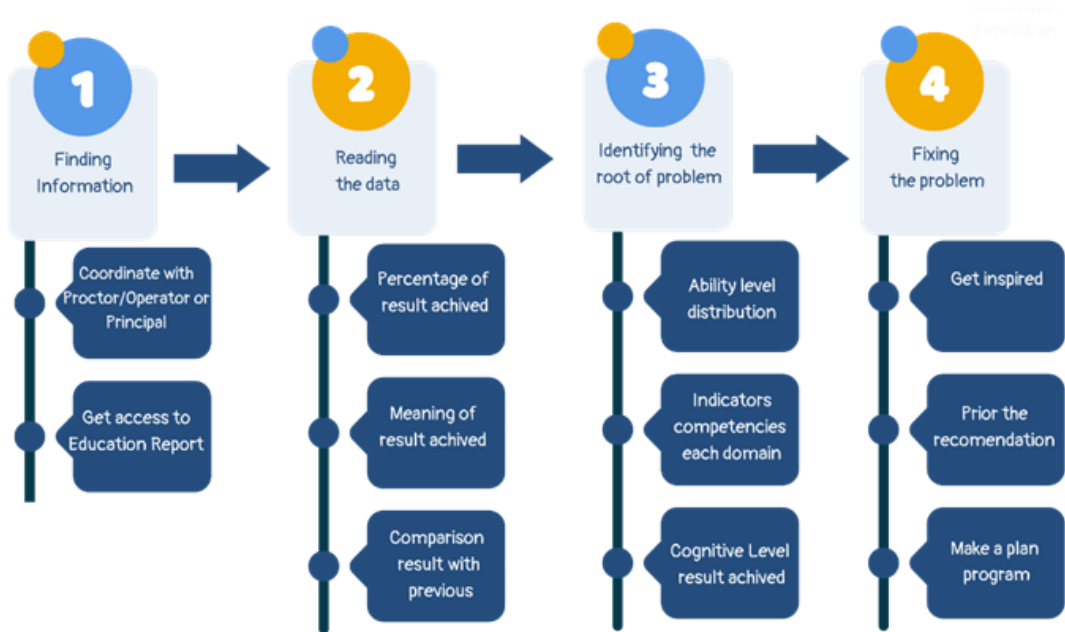 1
Finding
Information
Coordinate with
Proctor/Operator or
Principal
Get access to
Education Report
2
Reading
the data
Percentage of
result achived
Meaning of
result achived
Comparison
result with
previous
3
Identifying the
root of problem
Ability level
distribution
Indicators
competencies
each domain
Cognitive Level
result achived
4
Fixing
the problem
Get inspired
Prior the
recomendation
Make a plan
program